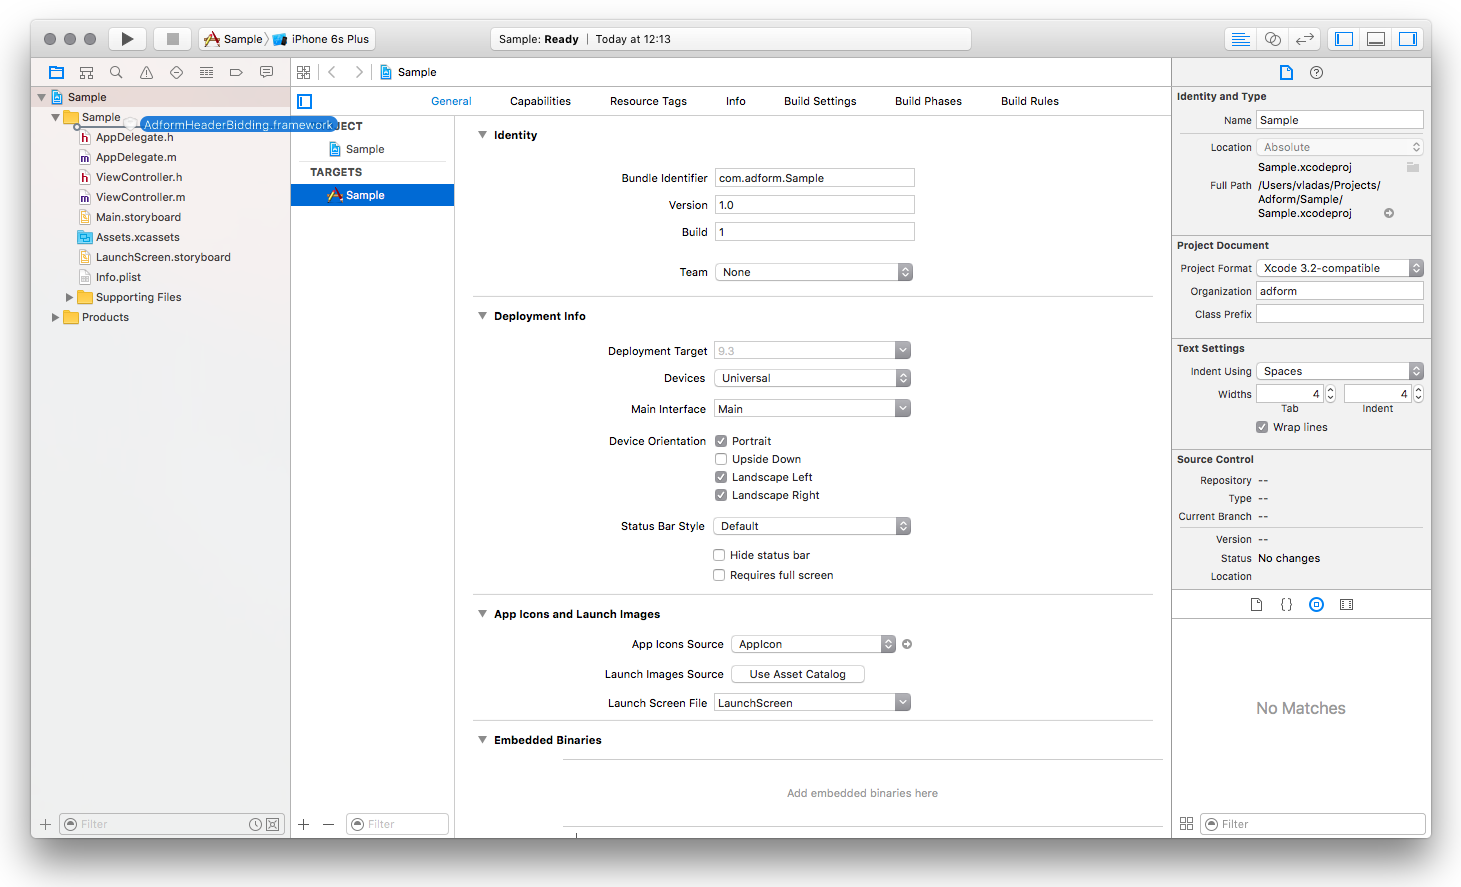 Sample
iPhone 6s Plus
Sample: Ready
Today at 12:13
Sample
Sample
AdformHeaderBidding.framework
AppDelegate.h
AppDelegate.m
ViewController.h
ViewController.m
Main.storyboard
Assets.xcassets
LaunchScreen.storyboard
Info.plist
Supporting Files
Products
Filter
Sample
General
Capabilities
Resource Tags
Info
Build Settings
Build Phases
Build Rules
JECT
Sample
TARGETS
Sample
Filter
Identity
Bundle Identifier com.adform.Sample
Version 1.0
Build 1
Team None
Deployment Info
Deployment Target 9.3
Devices Universal
Main Interface Main
Device Orientation Portrait
Upside Down
Landscape Left
Landscape Right
Status Bar Style Default
Hide status bar
Requires full screen
App Icons and Launch Images
App Icons Source AppIcon
Launch Images Source Use Asset Catalog
Launch Screen File LaunchScreen
Embedded Binaries
Add embedded binaries here
Identity and Type
Name Sample
Location Absolute
Sample.xcodeproj
Full Path /Users/vladas/Projects/
Adform/Sample/
Sample.xcodeproj
Project Document
Project Format Xcode 3.2-compatible
Organization adform
Class Prefix
Text Settings
Indent Using Spaces
Widths 4 4
Tab Indent
Wrap lines
Source Control
Repository --
Type --
Current Branch --
Version --
Status No changes
Location
{}
No Matches
Filter